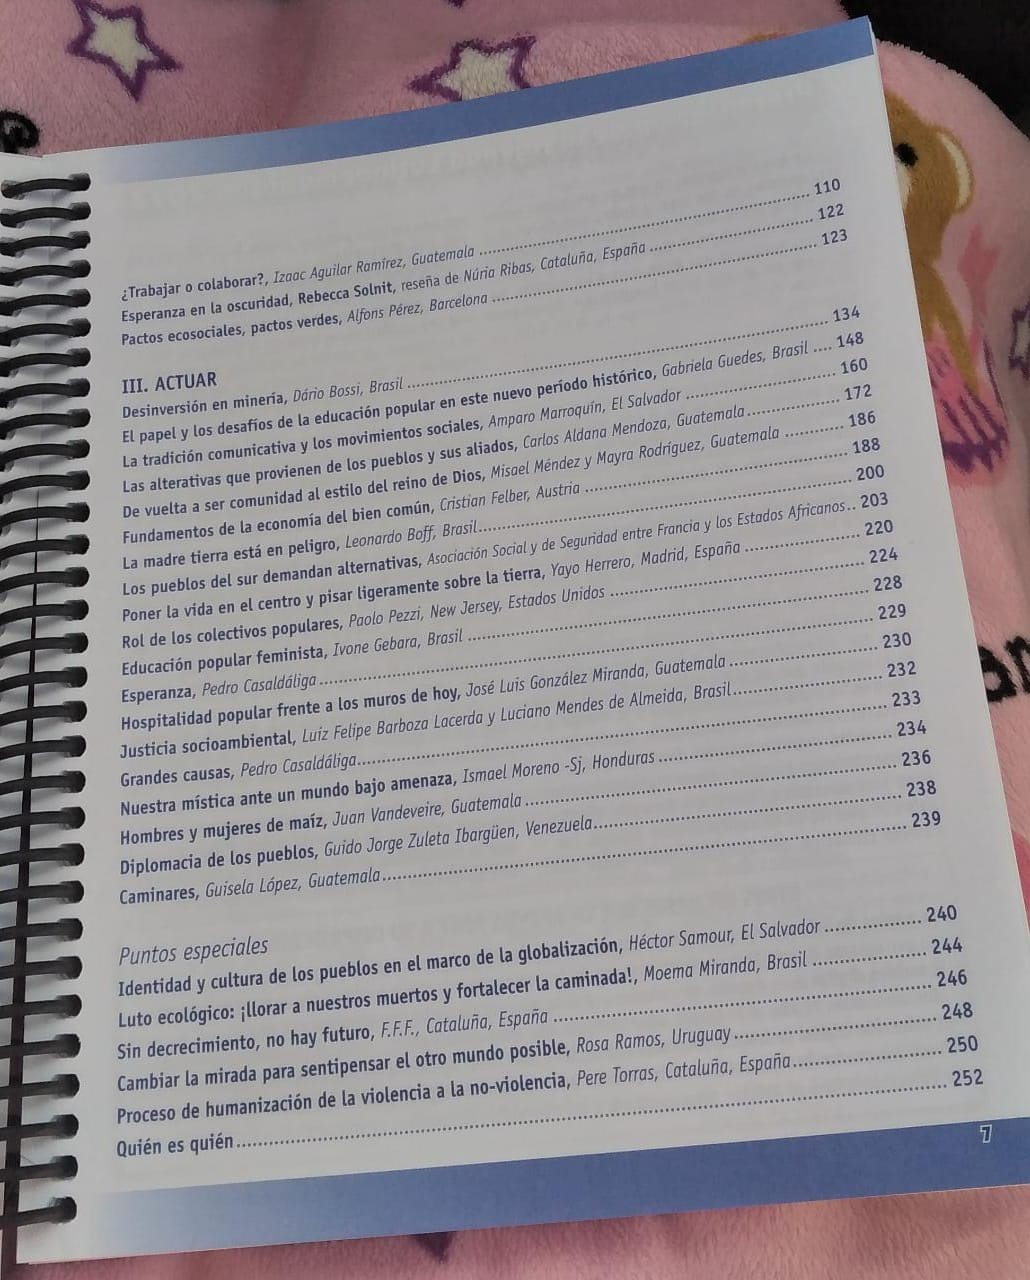 ¿Trabajar o colaborar?, Izaac Aguilar Ramírez, Guatemala ........ 110
Esperanza en la oscuridad, Rebecca Solnit, reseña de Núria Ribas, Cataluña, España ........ 122
Pactos ecosociales, pactos verdes, Alfons Pérez, Barcelona ........ 123
III. ACTUAR
Desinversión en minería, Dário Bossi, Brasil ........ 134
El papel y los desafíos de la educación popular en este nuevo período histórico, Gabriela Guedes, Brasil .... 148
La tradición comunicativa y los movimientos sociales, Amparo Marroquín, El Salvador ........ 160
Las alterativas que provienen de los pueblos y sus aliados, Carlos Aldana Mendoza, Guatemala ........ 172
De vuelta a ser comunidad al estilo del reino de Dios, Misael Méndez y Mayra Rodríguez, Guatemala ........ 186
Fundamentos de la economía del bien común, Cristian Felber, Austria ........ 188
La madre tierra está en peligro, Leonardo Boff, Brasil ........ 200
Los pueblos del sur demandan alternativas, Asociación Social y de Seguridad entre Francia y los Estados Africanos.. 203
Poner la vida en el centro y pisar ligeramente sobre la tierra, Yayo Herrero, Madrid, España ........ 220
Rol de los colectivos populares, Paolo Pezzi, New Jersey, Estados Unidos ........ 224
Educación popular feminista, Ivone Gebara, Brasil ........ 228
Esperanza, Pedro Casaldáliga ........ 229
Hospitalidad popular frente a los muros de hoy, José Luis González Miranda, Guatemala ........ 230
Justicia socioambiental, Luiz Felipe Barboza Lacerda y Luciano Mendes de Almeida, Brasil ........ 232
Grandes causas, Pedro Casaldáliga ........ 233
Nuestra mística ante un mundo bajo amenaza, Ismael Moreno -Sj, Honduras ........ 234
Hombres y mujeres de maíz, Juan Vandeveire, Guatemala ........ 236
Diplomacia de los pueblos, Guido Jorge Zuleta Ibargüen, Venezuela ........ 238
Caminares, Guisela López, Guatemala ........ 239
Puntos especiales
Identidad y cultura de los pueblos en el marco de la globalización, Héctor Samour, El Salvador ........ 240
Luto ecológico: ¡llorar a nuestros muertos y fortalecer la caminada!, Moema Miranda, Brasil ........ 244
Sin decrecimiento, no hay futuro, F.F.F., Cataluña, España ........ 246
Cambiar la mirada para sentipensar el otro mundo posible, Rosa Ramos, Uruguay ........ 248
Proceso de humanización de la violencia a la no-violencia, Pere Torras, Cataluña, España ........ 250
Quién es quién ........ 252
7